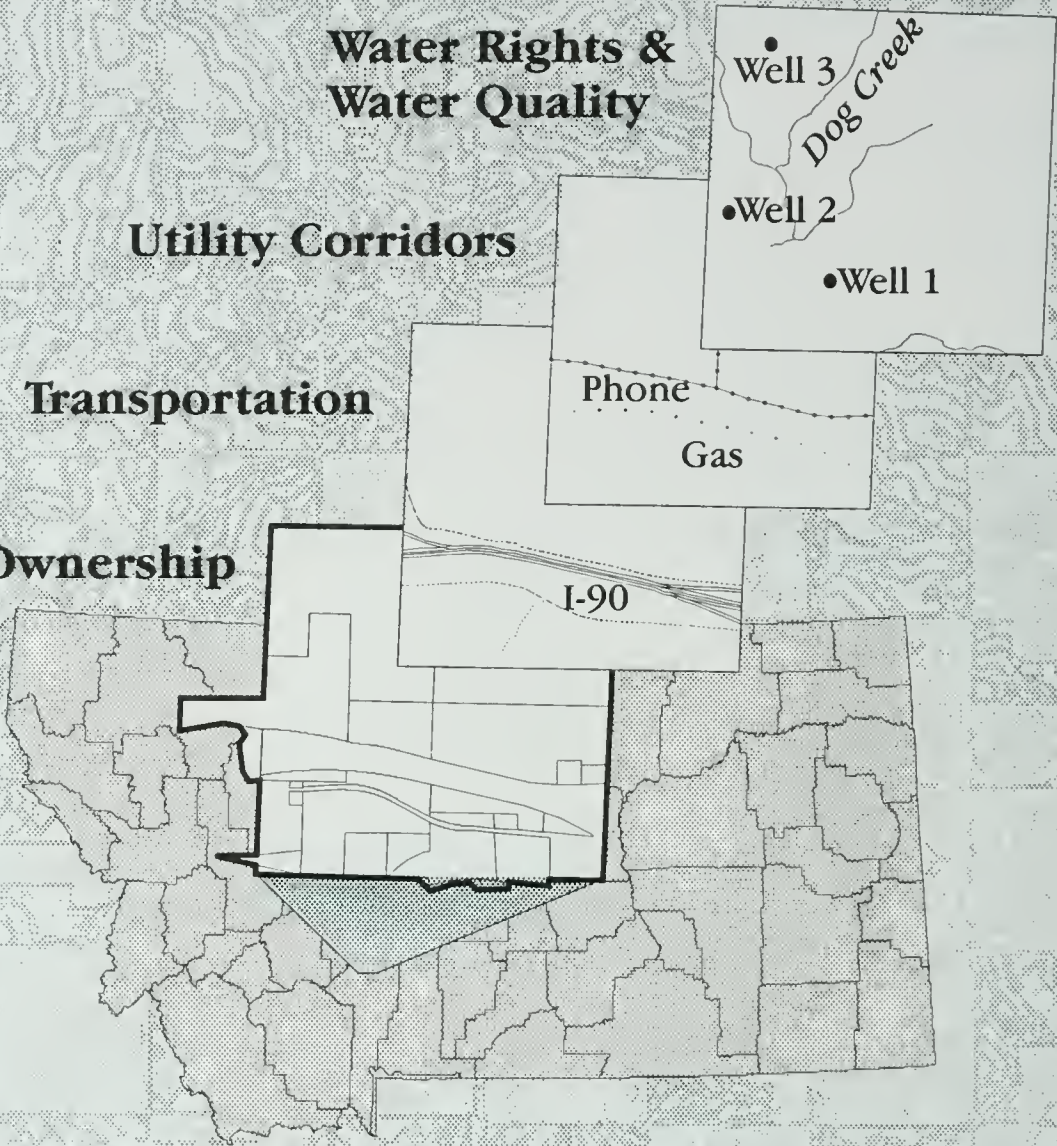 Water Rights &
Water Quality
Well 3
Dog Creek
Well 2
Well 1
Utility Corridors
Phone
Gas
Transportation
I-90
Ownership